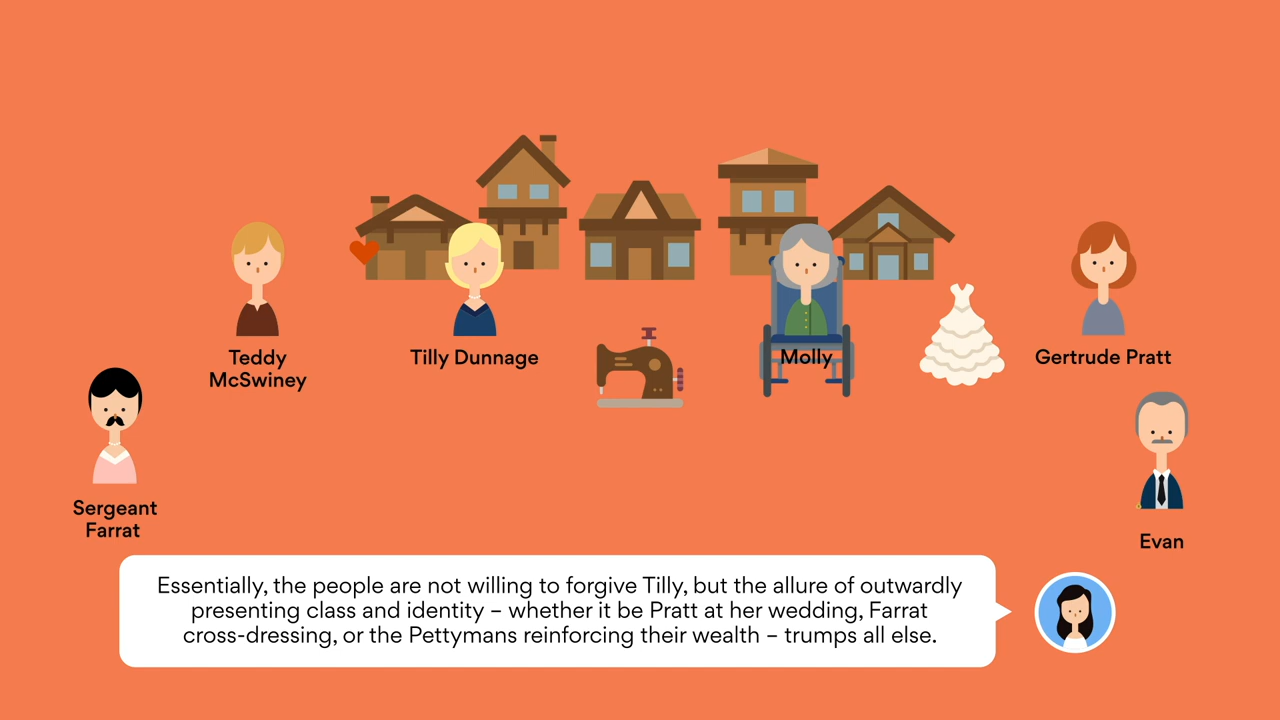 Teddy
McSwiney
Tilly Dunnage
Molly
Gertrude Pratt
Sergeant
Farrat
Evan
Essentially, the people are not willing to forgive Tilly, but the allure of outwardly
presenting class and identity – whether it be Pratt at her wedding, Farrat
cross-dressing, or the Pettymans reinforcing their wealth – trumps all else.